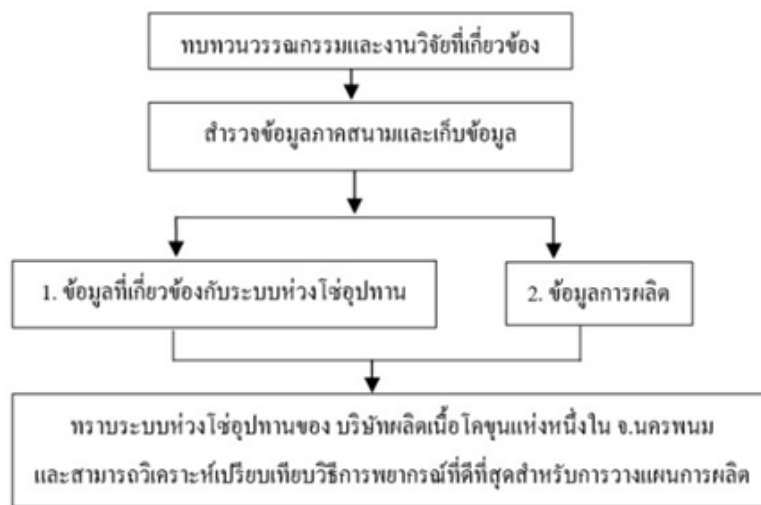 ทบทวนวรรณกรรมและงานวิจัยที่เกี่ยวข้อง
สำรวจข้อมูลภาคสนามและเก็บข้อมูล
1. ข้อมูลที่เกี่ยวข้องกับระบบห่วงโซ่อุปทาน
2. ข้อมูลการผลิต
ทราบระบบห่วงโซ่อุปทานของ บริษัทผลิตเนื้อโคขุนแห่งหนึ่งใน จ.นครพนม
และสามารถวิเคราะห์เปรียบเทียบวิธีการพยากรณ์ที่ดีที่สุดสำหรับการวางแผนการผลิต